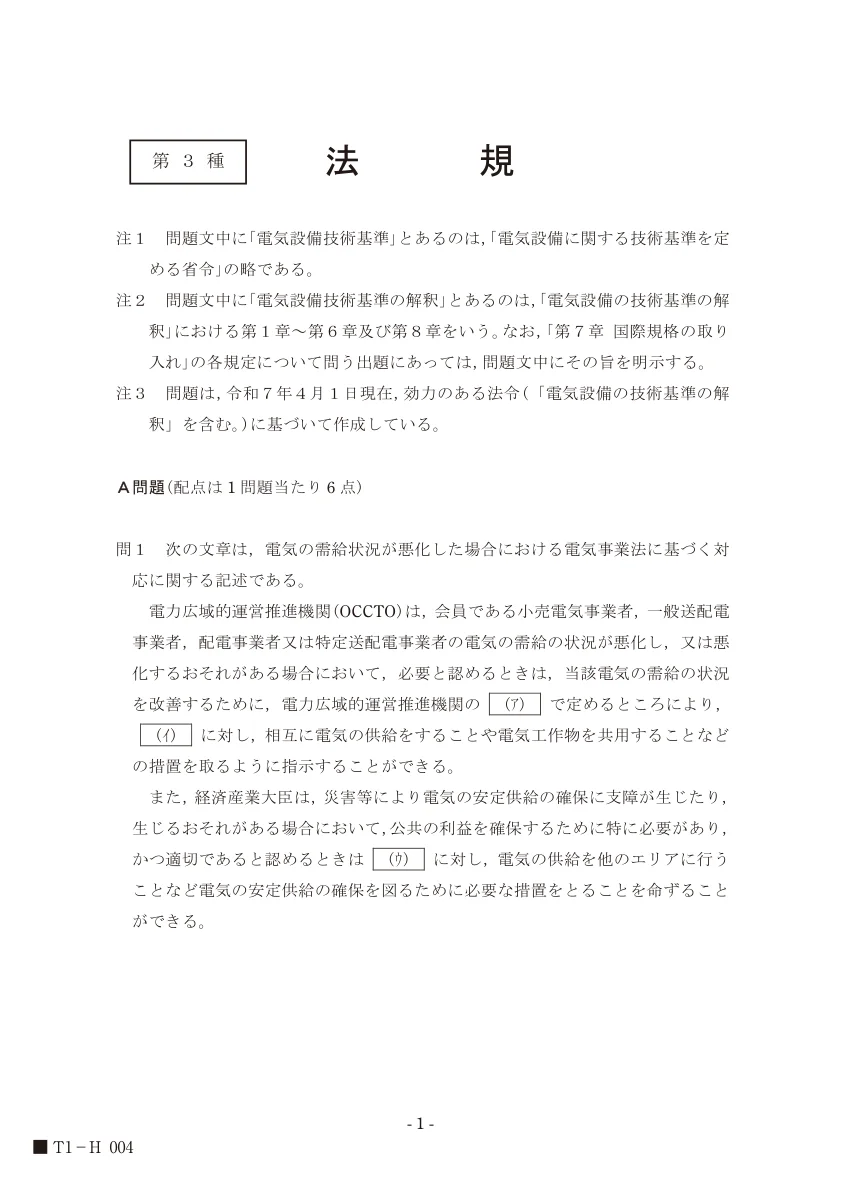 第 3 種
法 規
注1 問題文中に「電気設備技術基準」とあるのは,「電気設備に関する技術基準を定
める省令」の略である。
注2 問題文中に「電気設備技術基準の解釈」とあるのは,「電気設備の技術基準の解
釈」における第1章～第6章及び第8章をいう。なお,「第7章 国際規格の取り
入れ」の各規定について問う出題にあっては,問題文中にその旨を明示する。
注3 問題は,令和7年4月1日現在,効力のある法令(「電気設備の技術基準の解
釈」を含む。)に基づいて作成している。
A問題(配点は1問題当たり6点)
問1 次の文章は,電気の需給状況が悪化した場合における電気事業法に基づく対
応に関する記述である。
電力広域的運営推進機関(OCCTO)は,会員である小売電気事業者,一般送配電
事業者,配電事業者又は特定送配電事業者の電気の需給の状況が悪化し,又は悪
化するおそれがある場合において,必要と認めるときは,当該電気の需給の状況
を改善するために,電力広域的運営推進機関の (ア) で定めるところにより,
(イ) に対し,相互に電気の供給をすることや電気工作物を共用することなど
の措置を取るように指示することができる。
また,経済産業大臣は,災害等により電気の安定供給の確保に支障が生じたり,
生じるおそれがある場合において,公共の利益を確保するために特に必要があり,
かつ適切であると認めるときは (ウ) に対し,電気の供給を他のエリアに行う
ことなど電気の安定供給の確保を図るために必要な措置をとることを命ずること
ができる。
- 1 -
■ T1－H 004